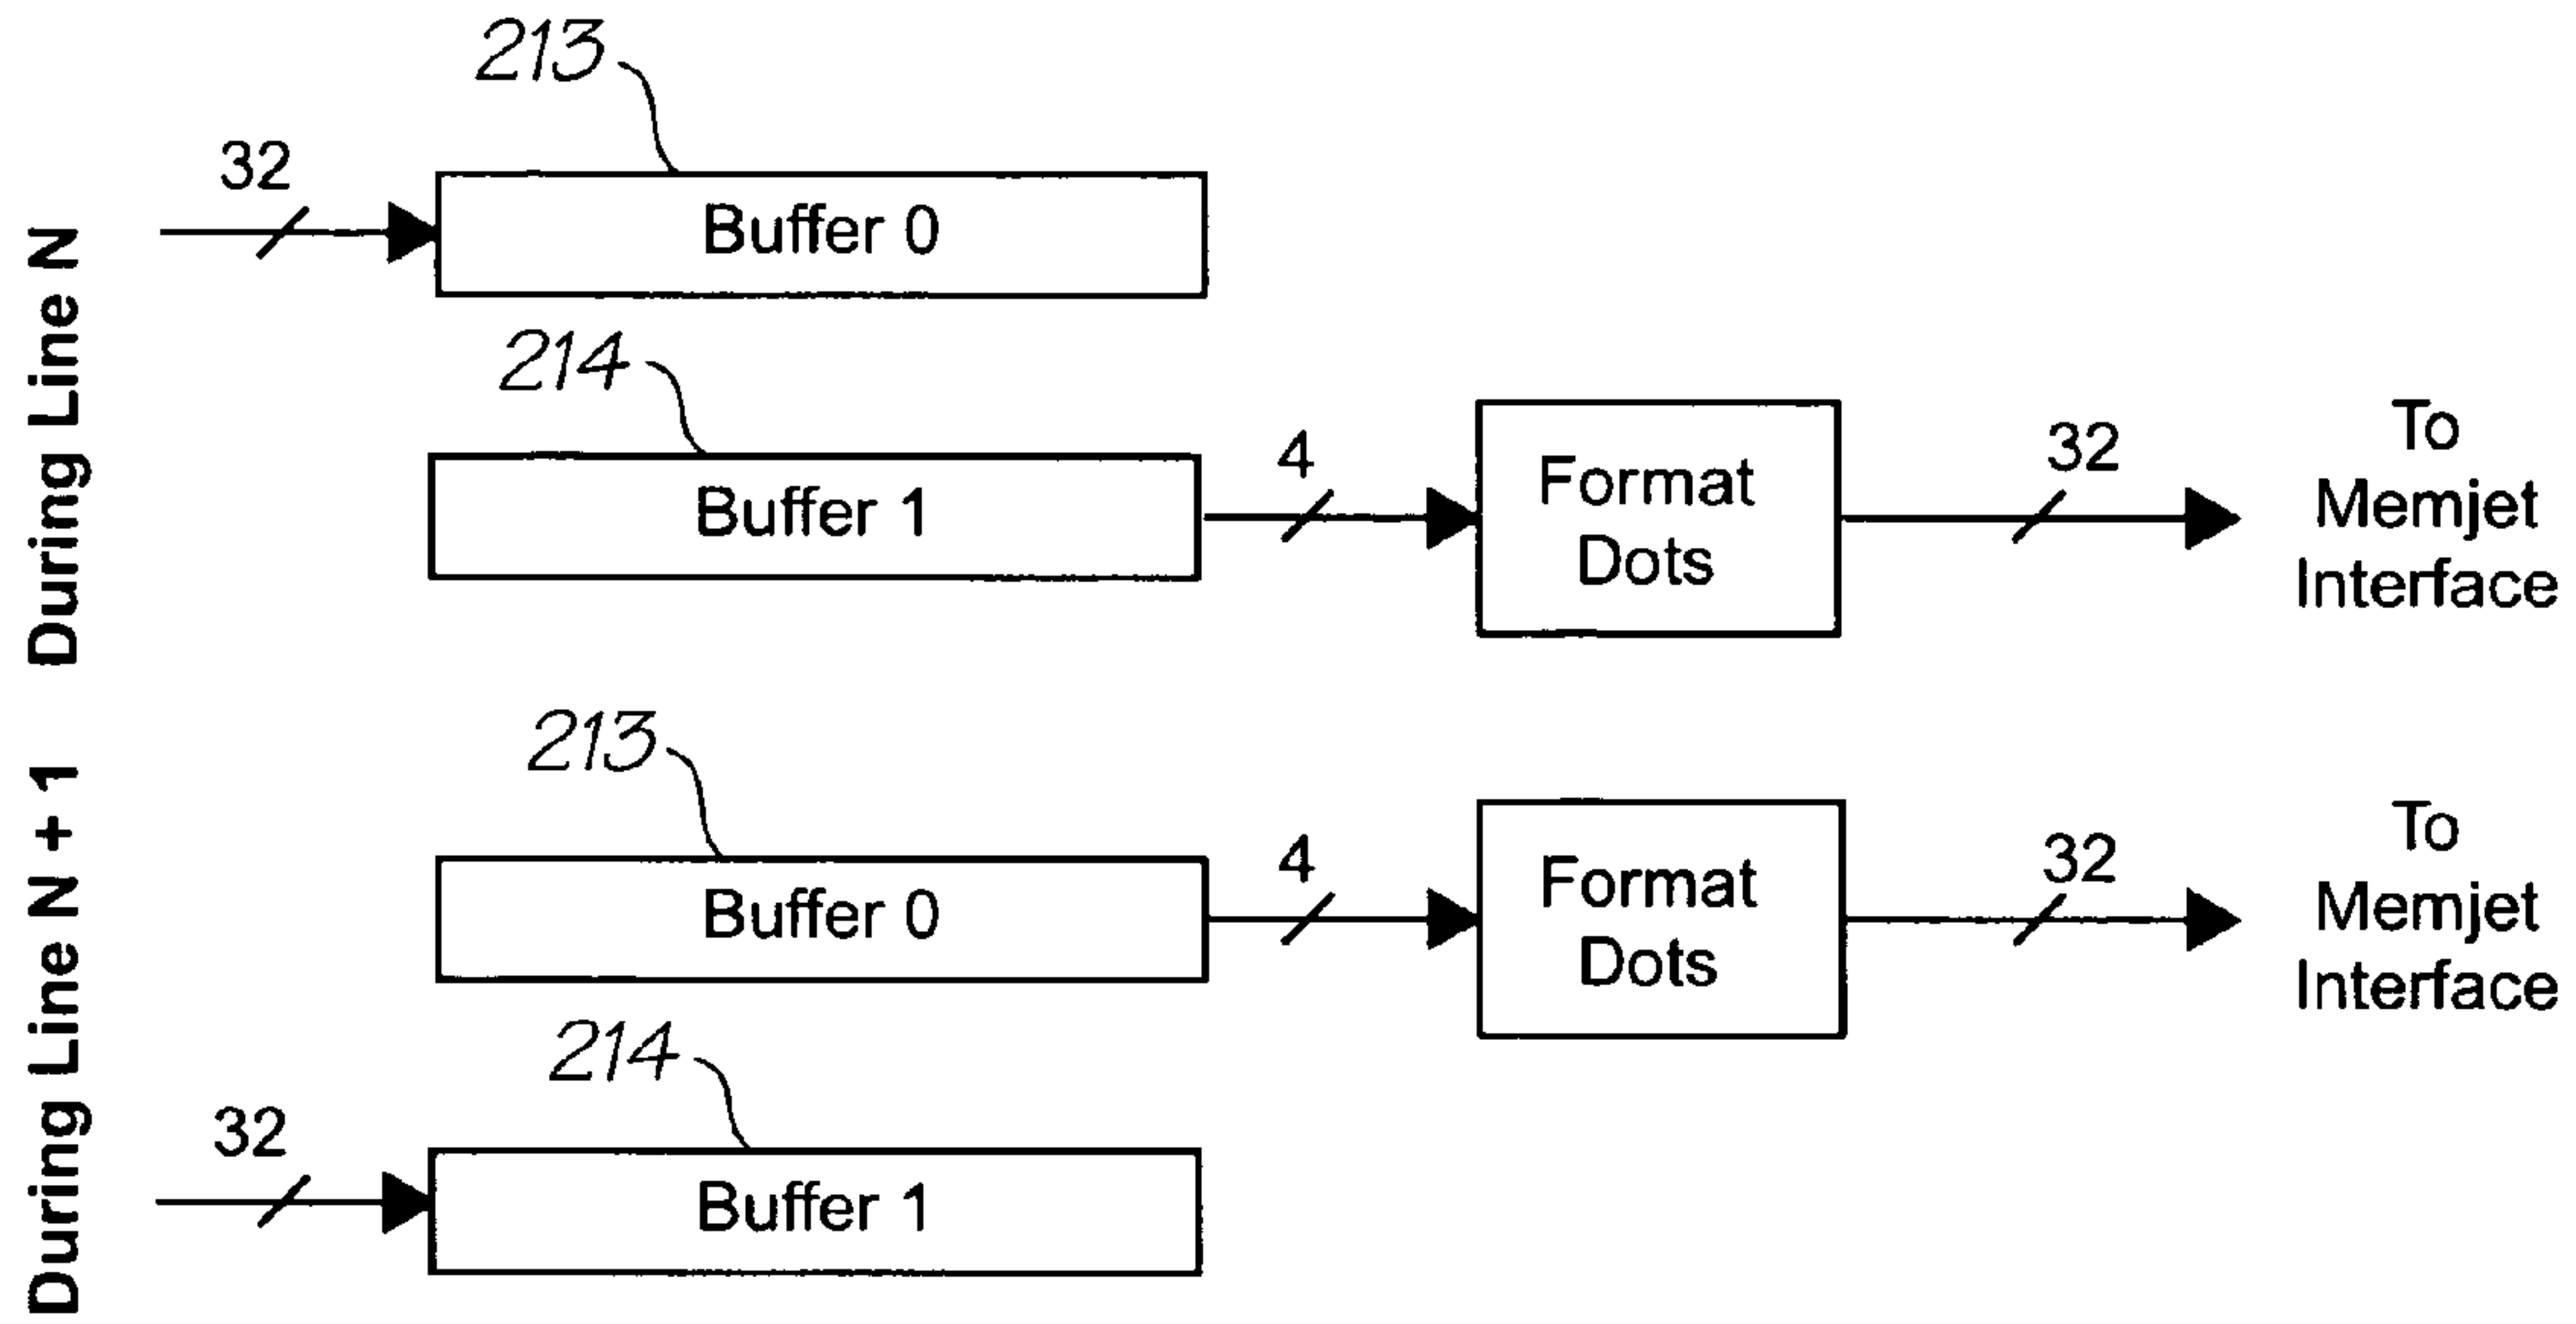 During Line N
213
32
Buffer 0
214
Buffer 1
4
Format
Dots
32
To
Memjet
Interface
During Line N + 1
213
Buffer 0
4
Format
Dots
32
To
Memjet
Interface
214
32
Buffer 1